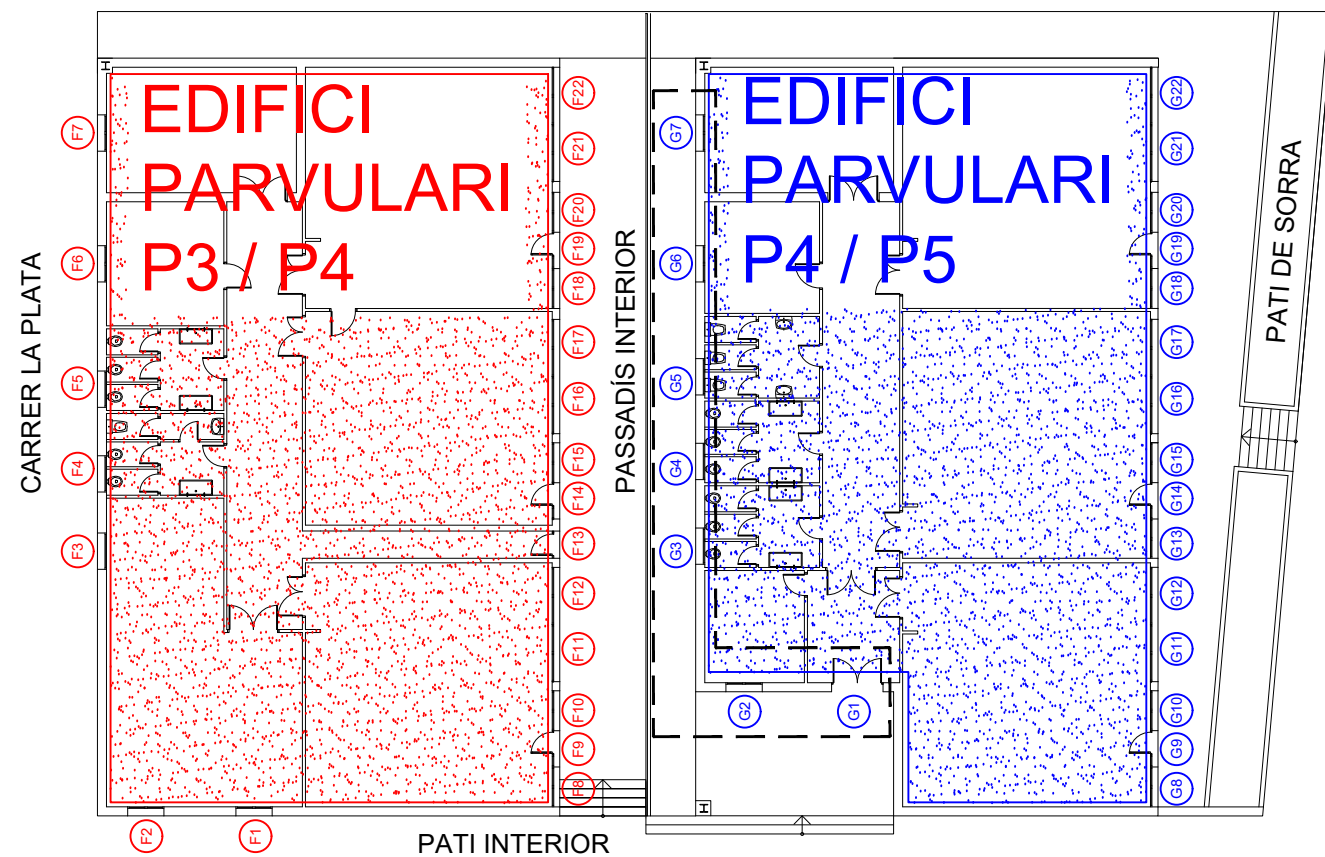 EDIFICI
PARVULARI
P3 / P4
EDIFICI
PARVULARI
P4 / P5
CARRER LA PLATA
PASSADÍS INTERIOR
PATI DE SORRA
PATI INTERIOR
F7
F6
F5
F4
F3
F2
F1
F22
F21
F20
F19
F18
F17
F16
F15
F14
F13
F12
F11
F10
F9
F8
G7
G6
G5
G4
G3
G2
G1
G22
G21
G20
G19
G18
G17
G16
G15
G14
G13
G12
G11
G10
G9
G8
H
H
H